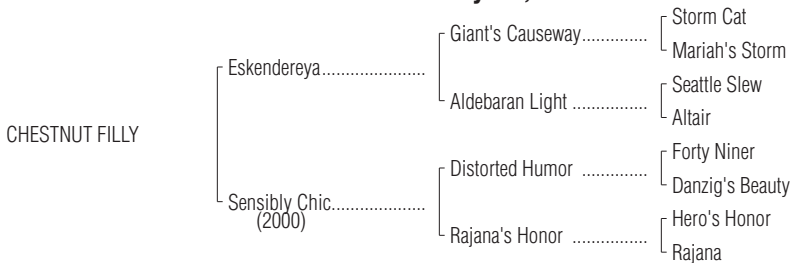 Storm Cat
Giant's Causeway..............
Mariah's Storm
Eskendereya......................
Seattle Slew
Aldebaran Light ................
Altair
CHESTNUT FILLY
Forty Niner
Distorted Humor ..............
Danzig's Beauty
Sensibly Chic....................
(2000)
Hero's Honor
Rajana's Honor ................
Rajana